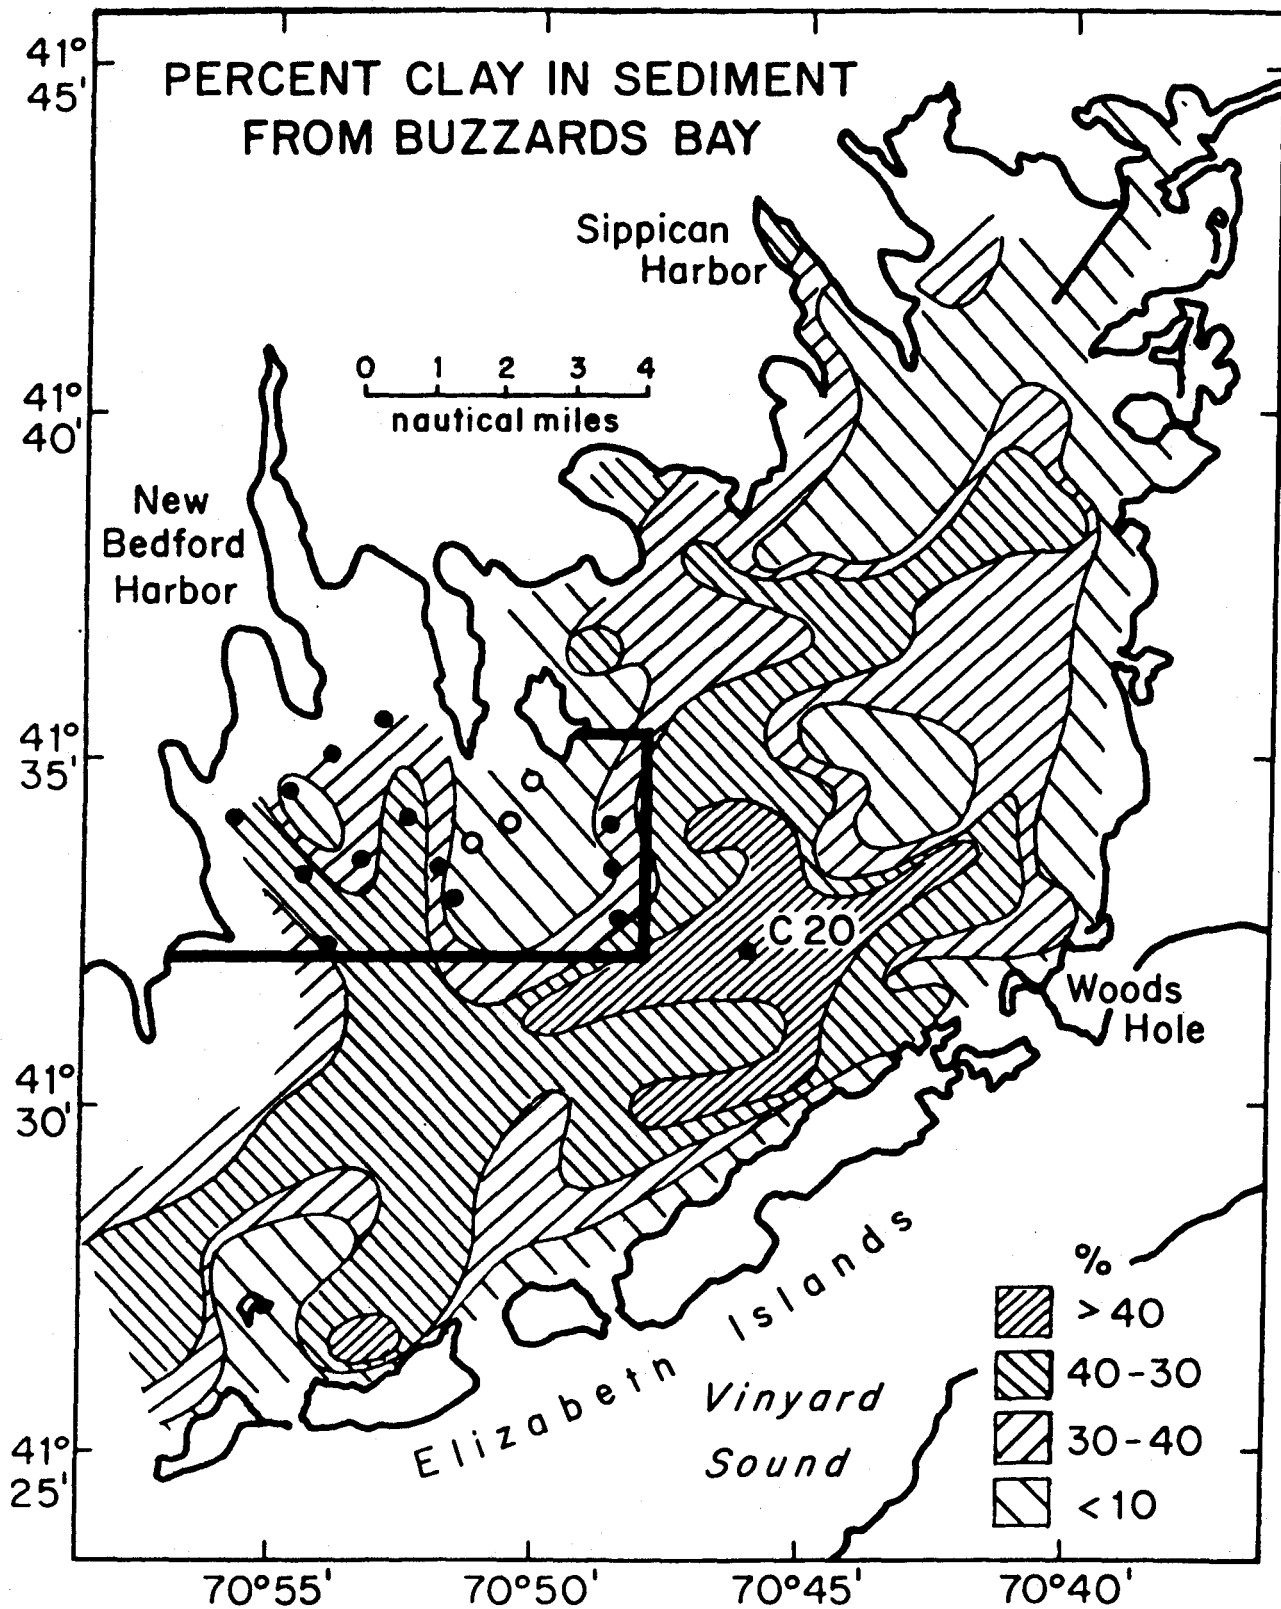 PERCENT CLAY IN SEDIMENT
FROM BUZZARDS BAY
41°
45'
Sippican
Harbor
0 1 2 3 4
nautical miles
41°
40'
New
Bedford
Harbor
41°
35'
C 20
Woods
Hole
41°
30'
Elizabeth Islands
Vinyard
Sound
%
>40
40-30
30-40
<10
41°
25'
70°55' 70°50' 70°45' 70°40'